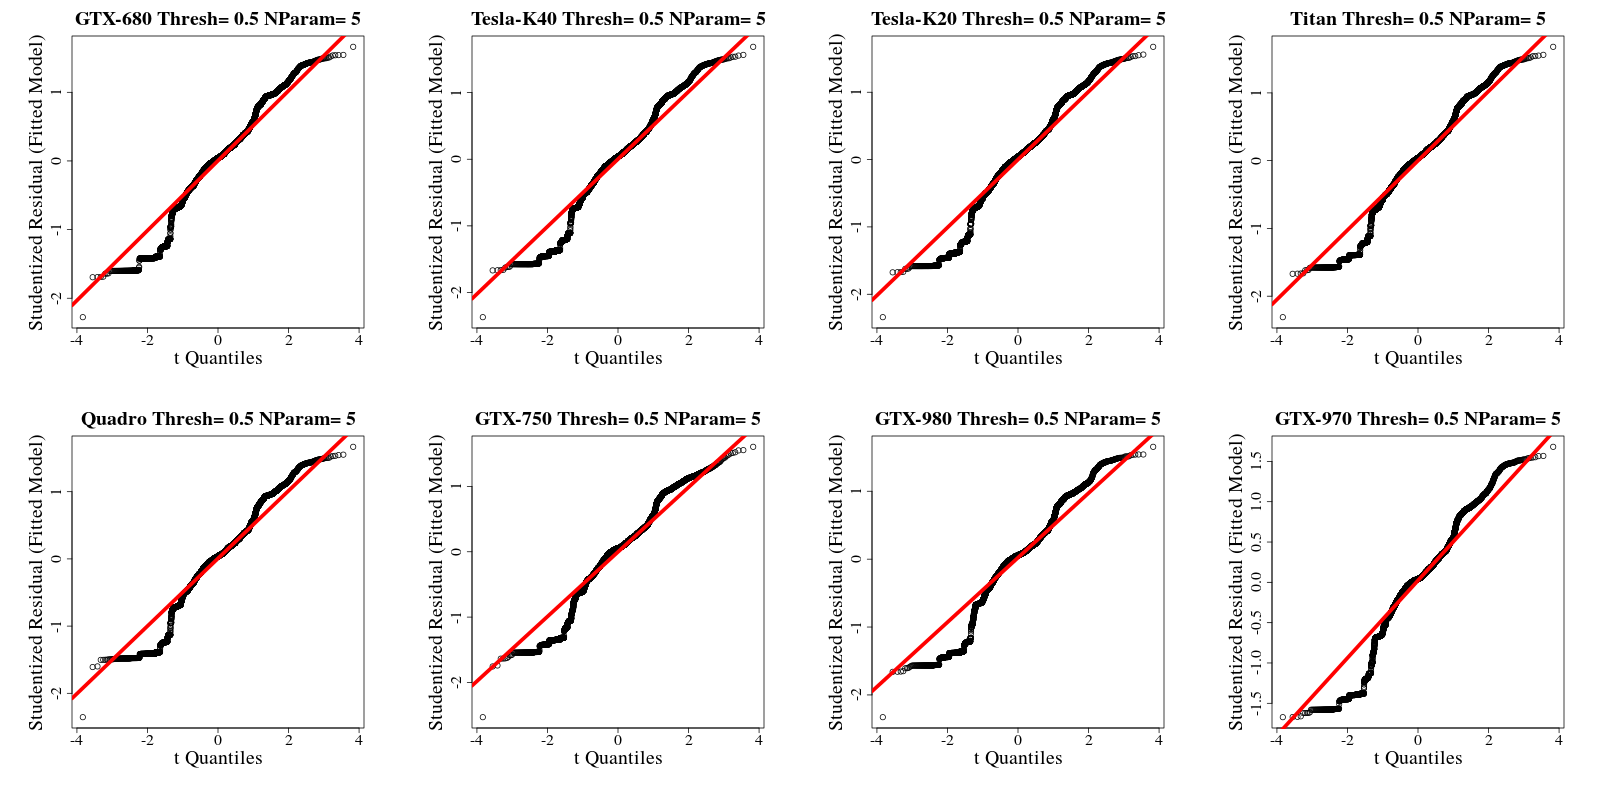 GTX-680 Thresh= 0.5 NParam= 5
Studentized Residual (Fitted Model)
1
0
-1
-2
-4 -2 0 2 4
t Quantiles
Tesla-K40 Thresh= 0.5 NParam= 5
Studentized Residual (Fitted Model)
1
0
-1
-2
-4 -2 0 2 4
t Quantiles
Tesla-K20 Thresh= 0.5 NParam= 5
Studentized Residual (Fitted Model)
1
0
-1
-2
-4 -2 0 2 4
t Quantiles
Titan Thresh= 0.5 NParam= 5
Studentized Residual (Fitted Model)
1
0
-1
-2
-4 -2 0 2 4
t Quantiles
Quadro Thresh= 0.5 NParam= 5
Studentized Residual (Fitted Model)
1
0
-1
-2
-4 -2 0 2 4
t Quantiles
GTX-750 Thresh= 0.5 NParam= 5
Studentized Residual (Fitted Model)
1
0
-1
-2
-4 -2 0 2 4
t Quantiles
GTX-980 Thresh= 0.5 NParam= 5
Studentized Residual (Fitted Model)
1
0
-1
-2
-4 -2 0 2 4
t Quantiles
GTX-970 Thresh= 0.5 NParam= 5
Studentized Residual (Fitted Model)
1.5
1.0
0.5
0.0
-0.5
-1.0
-1.5
-4 -2 0 2 4
t Quantiles